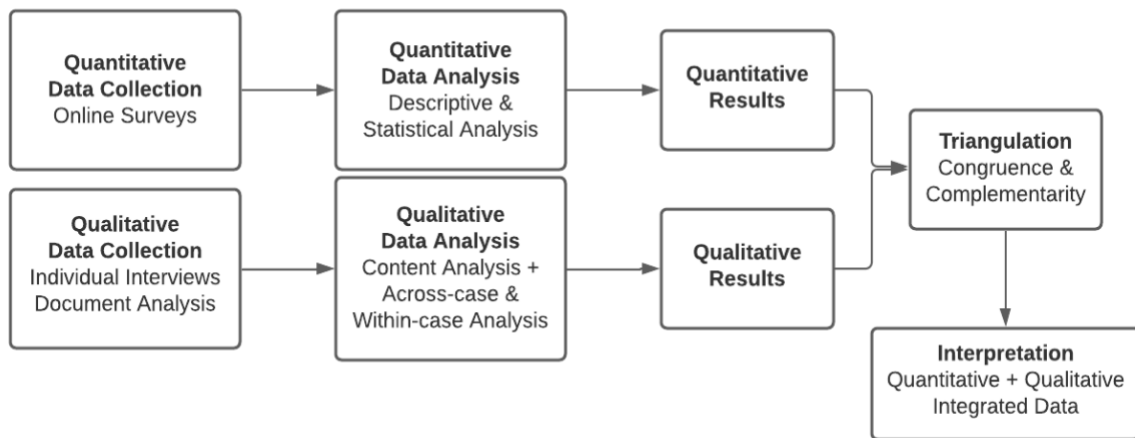 Quantitative
Data Collection
Online Surveys
Quantitative
Data Analysis
Descriptive &
Statistical Analysis
Quantitative
Results
Triangulation
Congruence &
Complementarity
Qualitative
Data Collection
Individual Interviews
Document Analysis
Qualitative
Data Analysis
Content Analysis +
Across-case &
Within-case Analysis
Qualitative
Results
Interpretation
Quantitative + Qualitative
Integrated Data